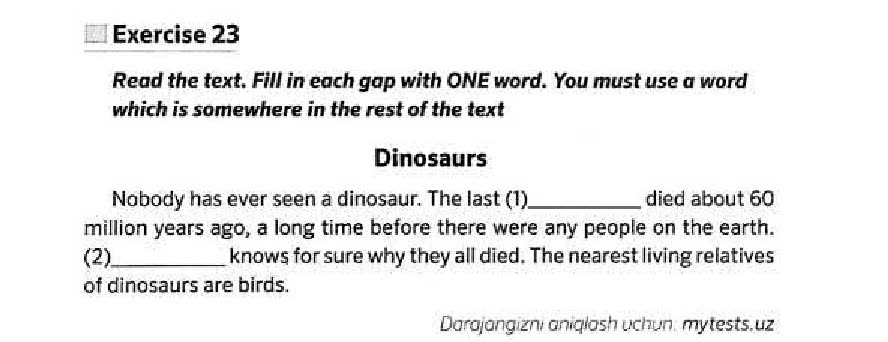 Exercise 23
Read the text. Fill in each gap with ONE word. You must use a word
which is somewhere in the rest of the text
Dinosaurs
Nobody has ever seen a dinosaur. The last (1)__________ died about 60
million years ago, a long time before there were any people on the earth.
(2)__________ knows for sure why they all died. The nearest living relatives
of dinosaurs are birds.
Darajangizni aniqlash uchun: mytests.uz